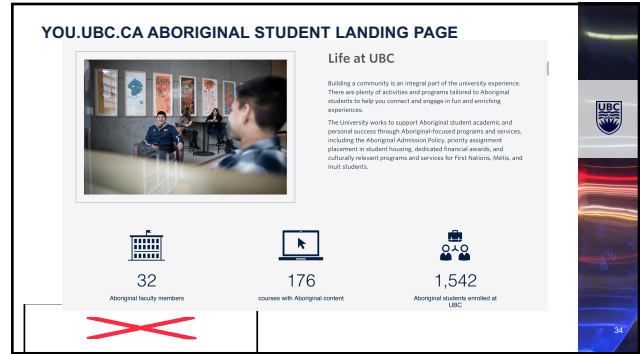 YOU.UBC.CA ABORIGINAL STUDENT LANDING PAGE
Life at UBC
Building a community is an integral part of the university experience.
There are plenty of activities and programs tailored to Aboriginal
students to help you connect and engage in fun and enriching
experiences.
The University works to support Aboriginal student academic and
personal success through Aboriginal-focused programs and services,
including the Aboriginal Admission Policy, priority assignment
placement in student housing, dedicated financial awards, and
culturally relevant programs and services for First Nations, Métis, and
Inuit students.
UBC
32
Aboriginal faculty members
176
courses with Aboriginal content
1,542
Aboriginal students enrolled at
UBC
34